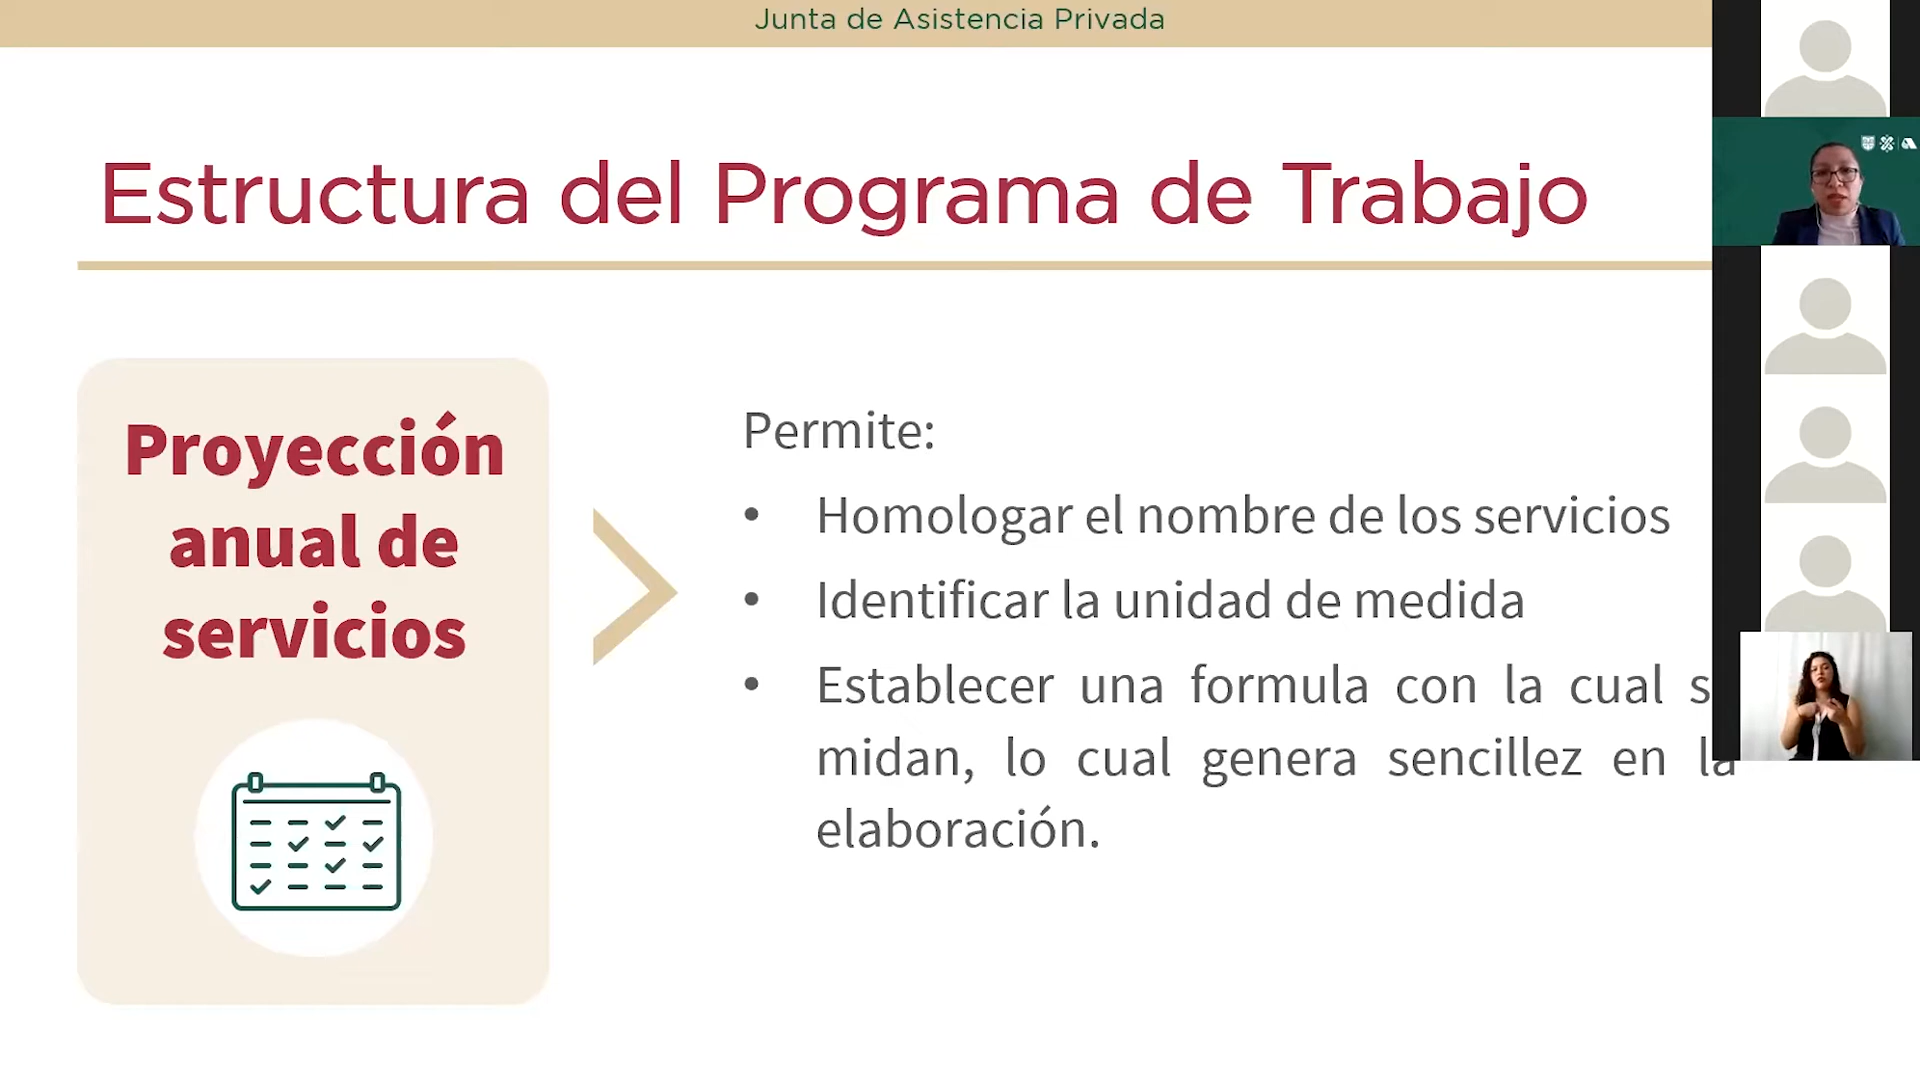 Junta de Asistencia Privada
Estructura del Programa de Trabajo
Proyección
anual de
servicios
Permite:
• Homologar el nombre de los servicios
• Identificar la unidad de medida
• Establecer una formula con la cual s
midan, lo cual genera sencillez en la
elaboración.